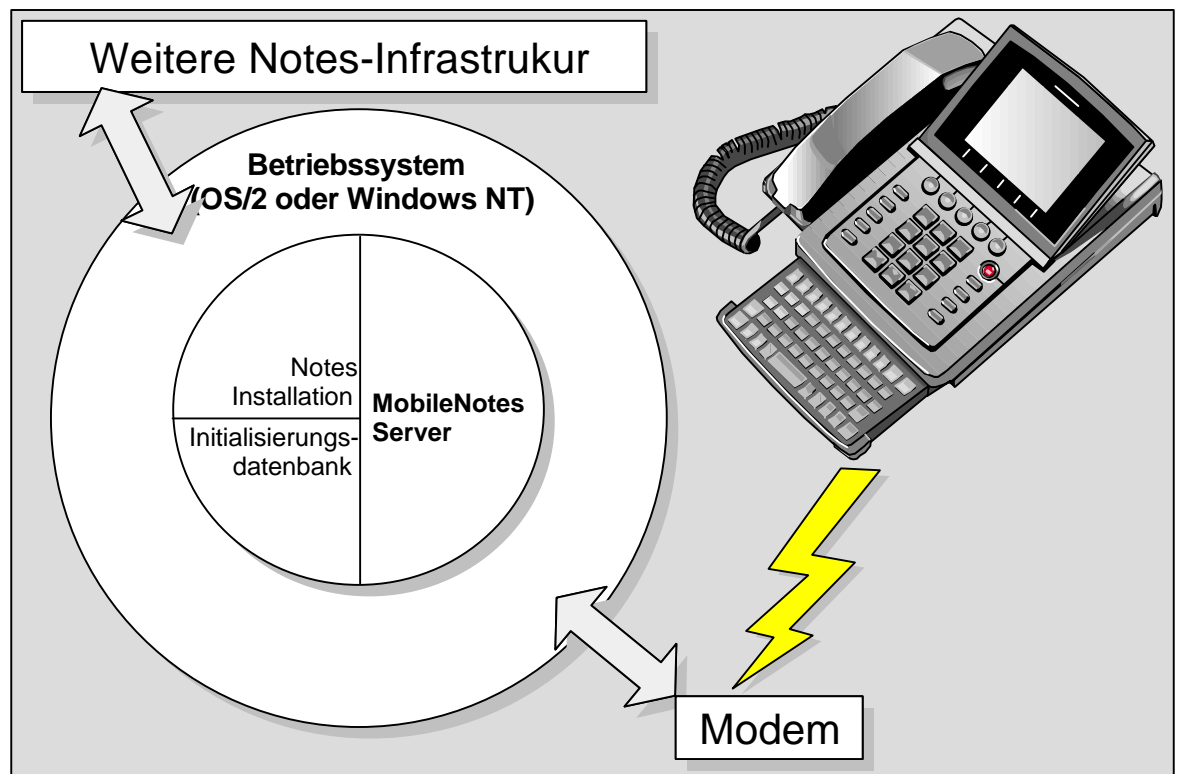 Weitere Notes-Infrastrukur
Betriebssystem
(OS/2 oder Windows NT)
Notes
Installation
MobileNotes
Server
Initialisierungs-
datenbank
Modem